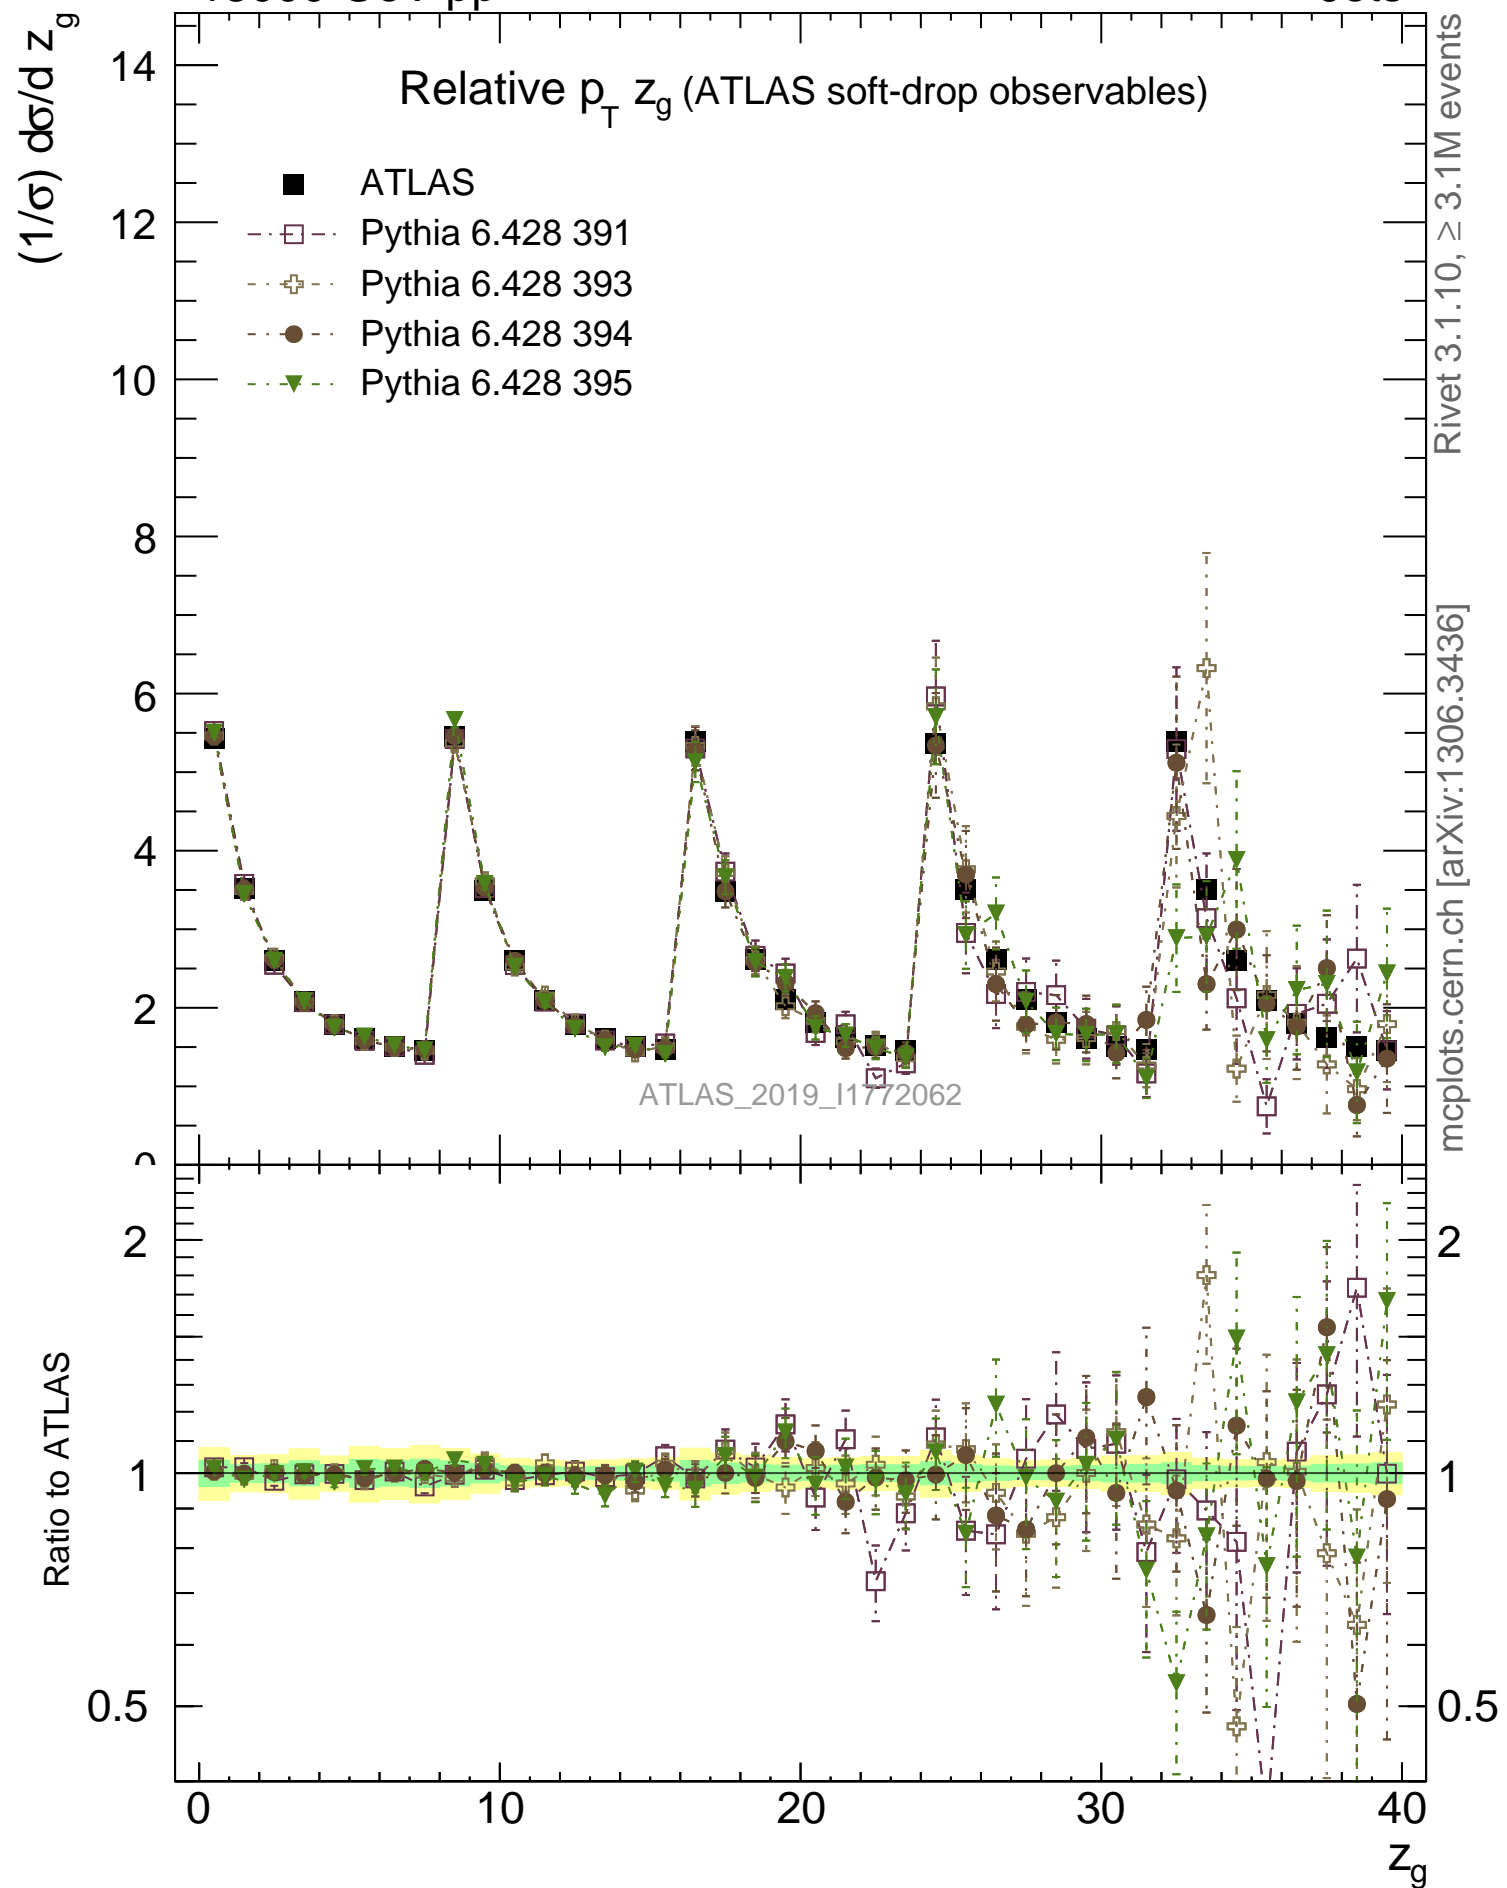 (1/σ) dσ/d z_g
Relative p_T z_g (ATLAS soft-drop observables)
ATLAS
Pythia 6.428 391
Pythia 6.428 393
Pythia 6.428 394
Pythia 6.428 395
14
12
10
8
6
4
2
0
ATLAS_2019_I1772062
Rivet 3.1.10, ≥ 3.1M events
mcplots.cern.ch [arXiv:1306.3436]
Ratio to ATLAS
2
1
0.5
2
1
0.5
0 10 20 30 40
z_g